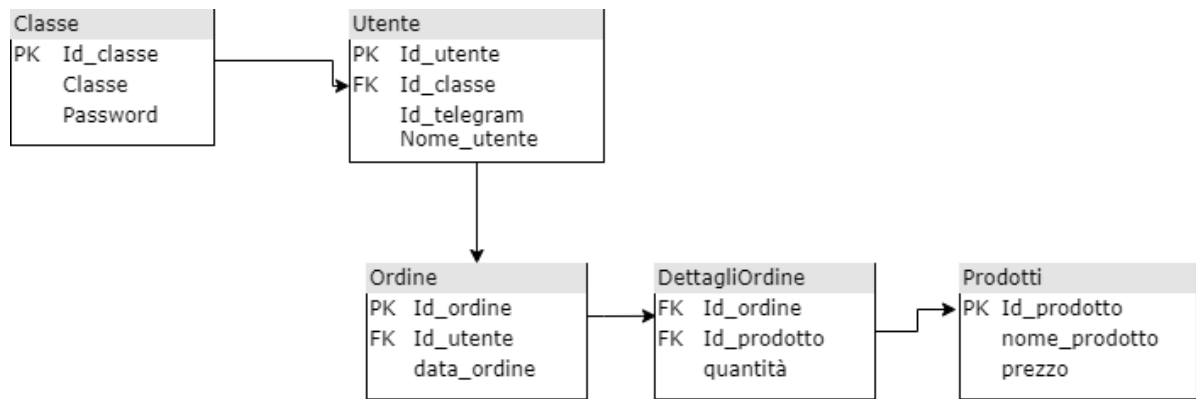 Classe
PK Id_classe
Classe
Password
Utente
PK Id_utente
FK Id_classe
Id_telegram
Nome_utente
Ordine
PK Id_ordine
FK Id_utente
data_ordine
DettagliOrdine
FK Id_ordine
FK Id_prodotto
quantità
Prodotti
PK Id_prodotto
nome_prodotto
prezzo